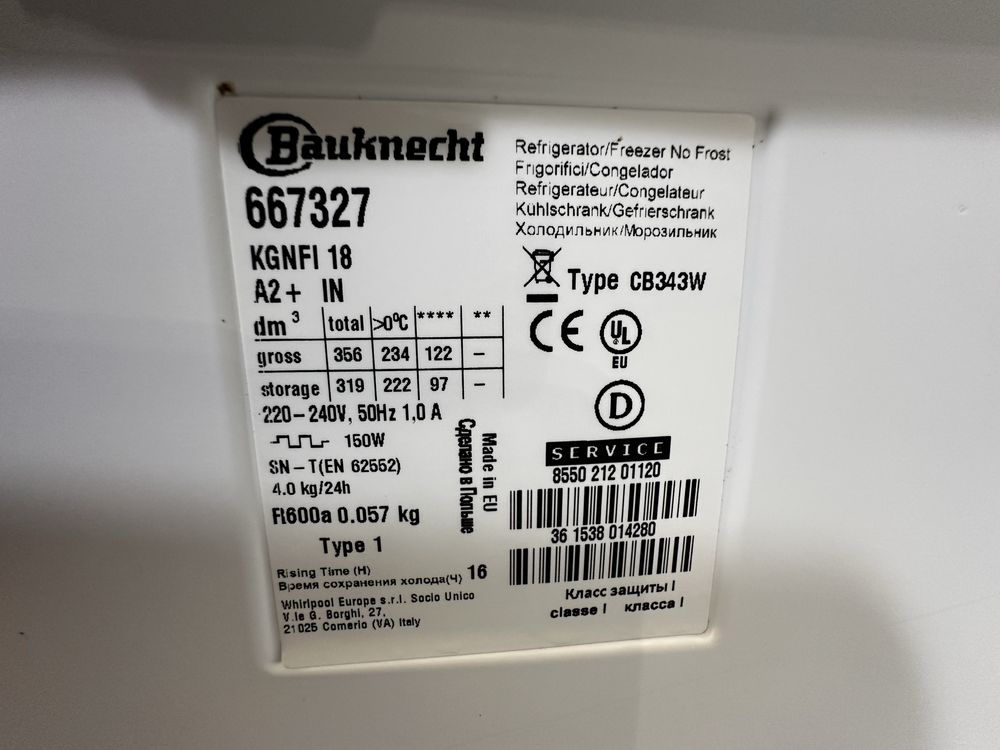 Bauknecht
667327
KGNFI 18
A2+ IN
dm³ total >0°C **** **
gross 356 234 122 –
storage 319 222 97 –
220–240V, 50Hz 1,0 A
150W
SN–T(EN 62552)
4.0 kg/24h
R600a 0.057 kg
Type 1
Made in EU
Сделано в Польше
Rising Time (H)
Время сохранения холода(Ч) 16
Whirlpool Europe s.r.l. Socio Unico
V.le G. Borghi, 27,
21025 Comerio (VA) Italy
Refrigerator/Freezer No Frost
Frigorifici/Congelador
Refrigerateur/Congelateur
Kühlschrank/Gefrierschrank
Холодильник/Морозильник
Type CB343W
CE UL
EU
D
SERVICE
8550 212 01120
36 1538 014280
Класс защиты I
classe I класса I